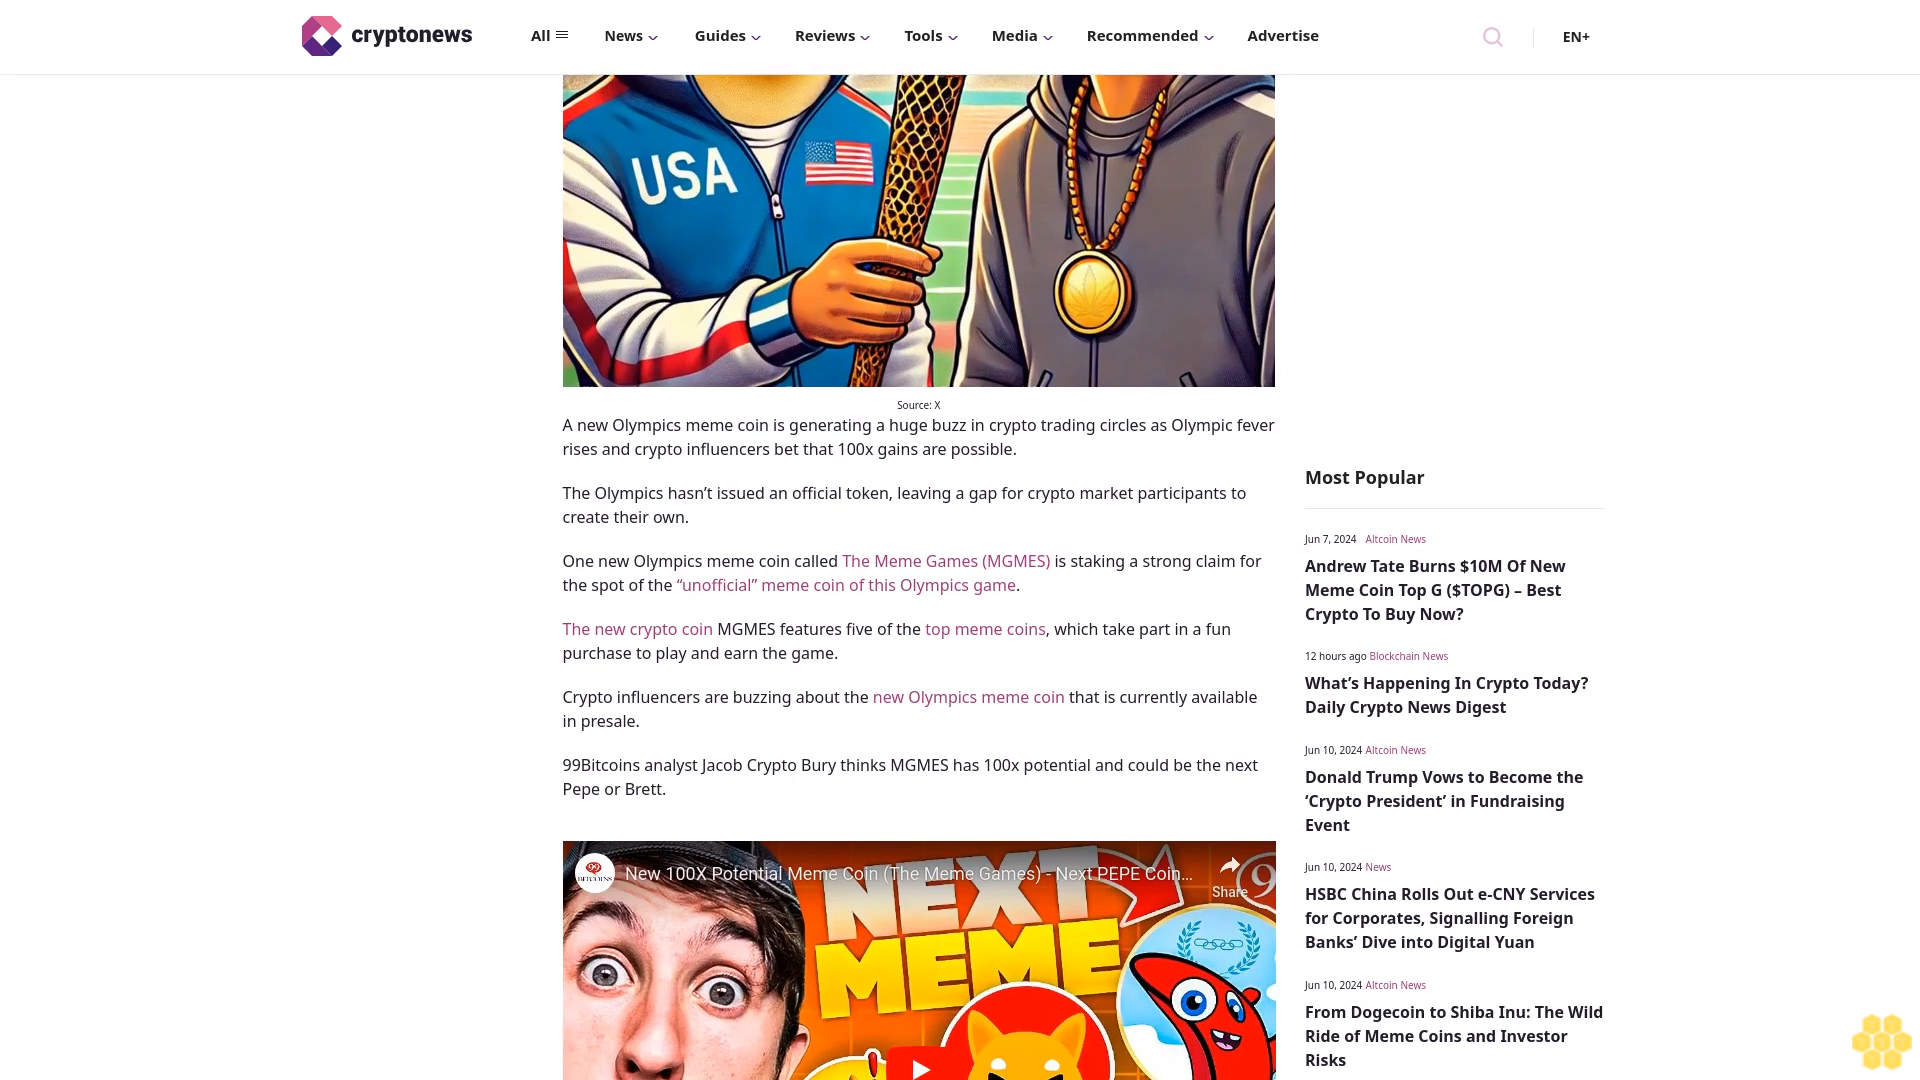 cryptonews
All
News
Guides
Reviews
Tools
Media
Recommended
Advertise
EN+
USA
Source: X
A new Olympics meme coin is generating a huge buzz in crypto trading circles as Olympic fever
rises and crypto influencers bet that 100x gains are possible.
The Olympics hasn’t issued an official token, leaving a gap for crypto market participants to
create their own.
One new Olympics meme coin called The Meme Games (MGMES) is staking a strong claim for
the spot of the “unofficial” meme coin of this Olympics game.
The new crypto coin MGMES features five of the top meme coins, which take part in a fun
purchase to play and earn the game.
Crypto influencers are buzzing about the new Olympics meme coin that is currently available
in presale.
99Bitcoins analyst Jacob Crypto Bury thinks MGMES has 100x potential and could be the next
Pepe or Brett.
99
BITCOINS
New 100X Potential Meme Coin (The Meme Games) - Next PEPE Coin...
Share
NEXT
MEME
Most Popular
Jun 7, 2024 Altcoin News
Andrew Tate Burns $10M Of New
Meme Coin Top G ($TOPG) – Best
Crypto To Buy Now?
12 hours ago Blockchain News
What’s Happening In Crypto Today?
Daily Crypto News Digest
Jun 10, 2024 Altcoin News
Donald Trump Vows to Become the
‘Crypto President’ in Fundraising
Event
Jun 10, 2024 News
HSBC China Rolls Out e-CNY Services
for Corporates, Signalling Foreign
Banks’ Dive into Digital Yuan
Jun 10, 2024 Altcoin News
From Dogecoin to Shiba Inu: The Wild
Ride of Meme Coins and Investor
Risks